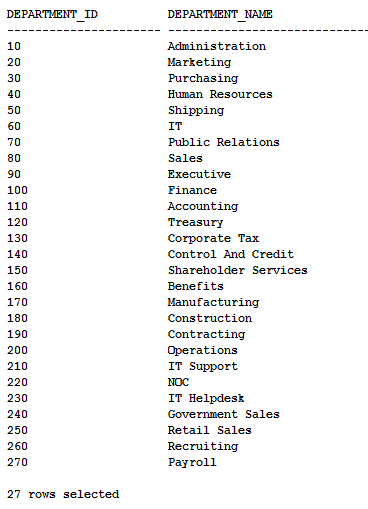 DEPARTMENT_ID DEPARTMENT_NAME
---------------------- ------------------------------
10 Administration
20 Marketing
30 Purchasing
40 Human Resources
50 Shipping
60 IT
70 Public Relations
80 Sales
90 Executive
100 Finance
110 Accounting
120 Treasury
130 Corporate Tax
140 Control And Credit
150 Shareholder Services
160 Benefits
170 Manufacturing
180 Construction
190 Contracting
200 Operations
210 IT Support
220 NOC
230 IT Helpdesk
240 Government Sales
250 Retail Sales
260 Recruiting
270 Payroll
27 rows selected